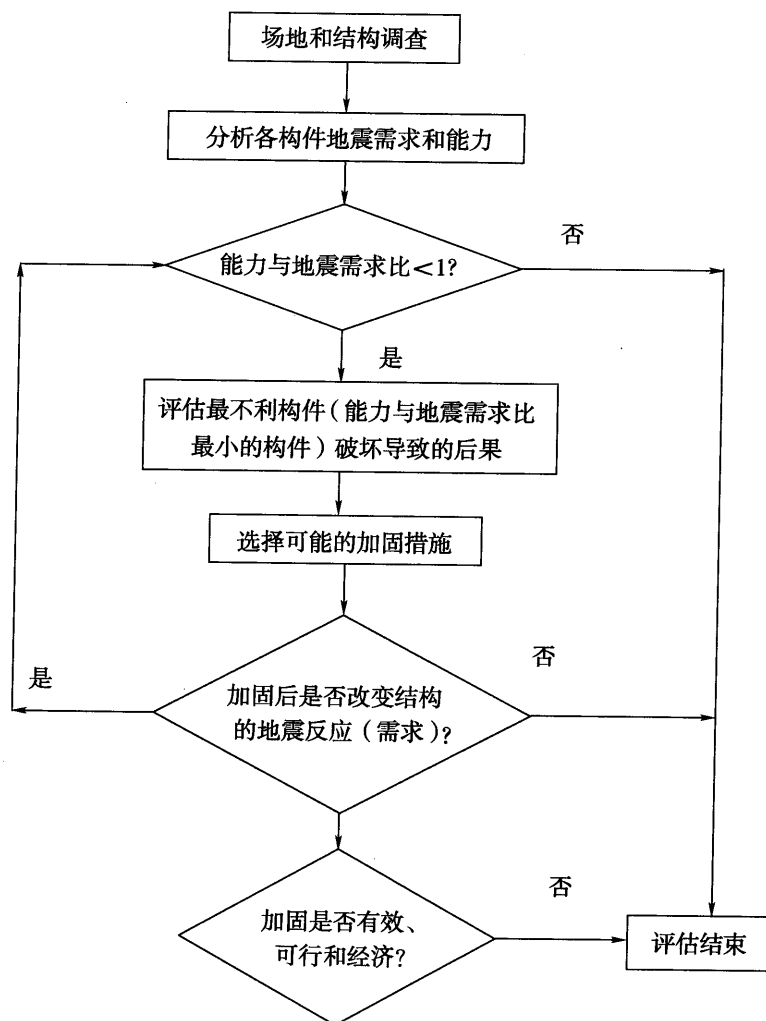 场地和结构调查
分析各构件地震需求和能力
能力与地震需求比<1?
否
是
评估最不利构件(能力与地震需求比
最小的构件)破坏导致的后果
选择可能的加固措施
否
是
加固后是否改变结构
的地震反应(需求)?
否
加固是否有效、
可行和经济?
评估结束